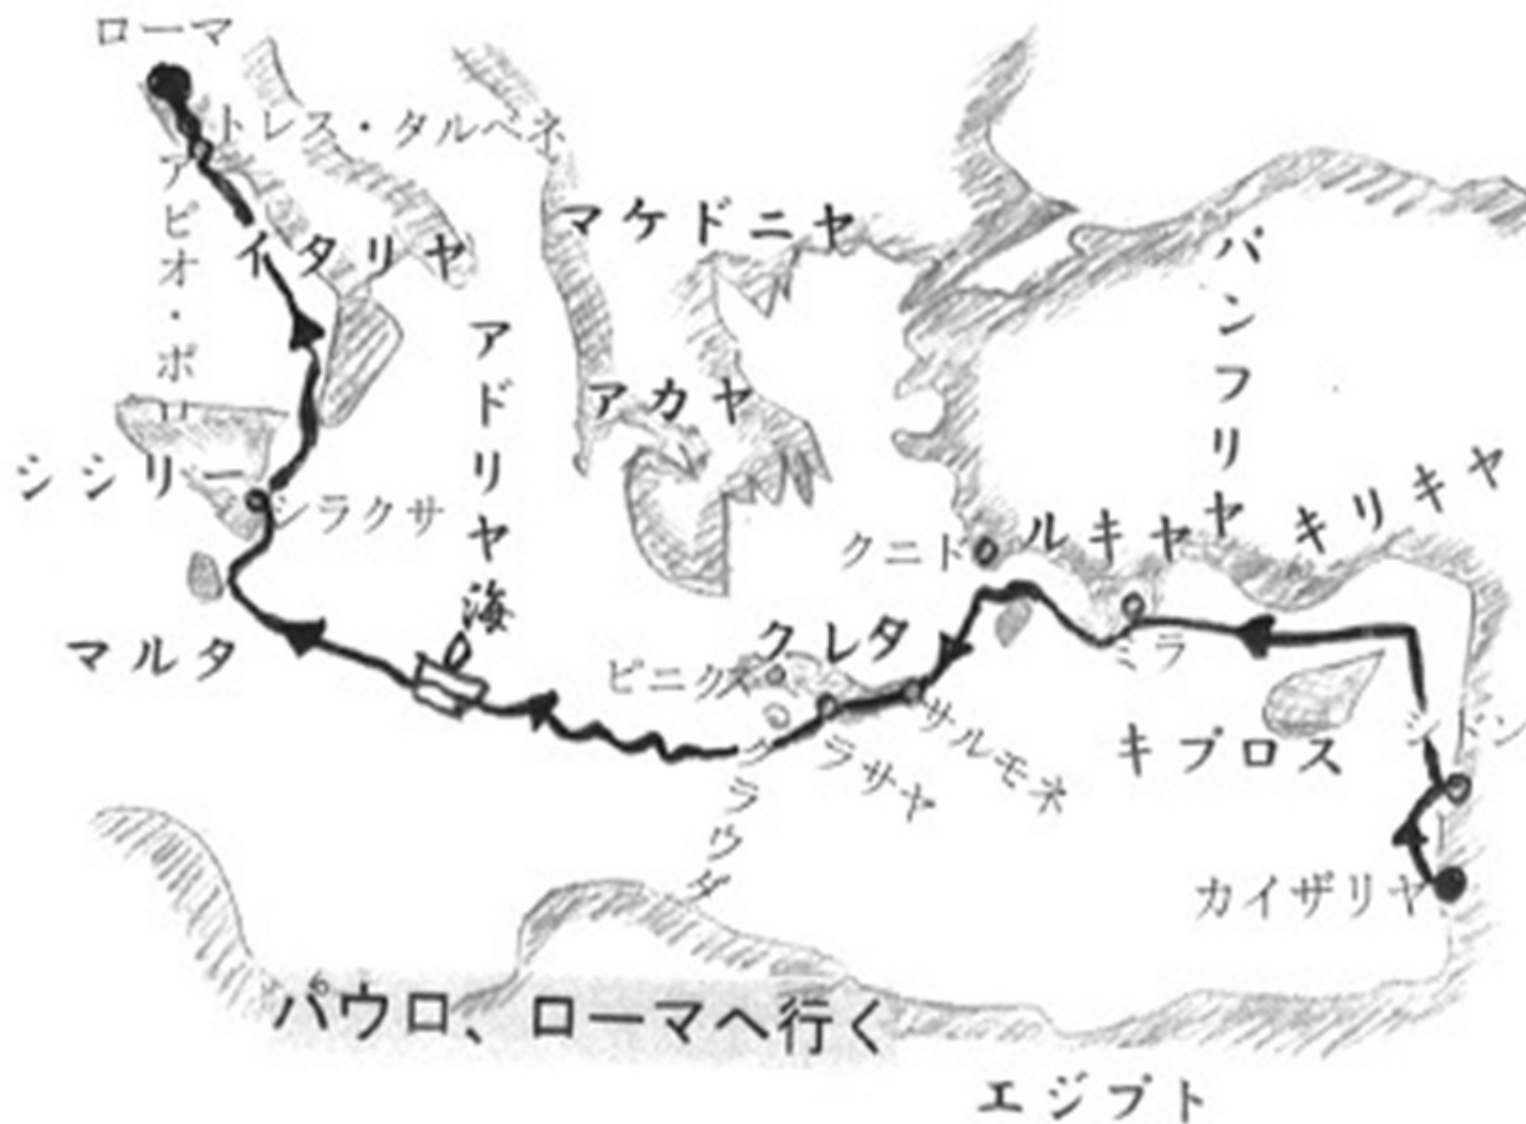 ローマ
トレス・タルヘネ
アピオ・ポロ
イタリヤ
マケドニヤ
パンフリヤ
アドリヤ海
アカヤ
シシリー
シラクサ
クニド
ルキヤ
キリキヤ
マルタ
ピニクス
クレタ
ミラ
サルモネ
ラサヤ
クラウダ
キプロス
シドン
カイザリヤ
パウロ、ローマへ行く
エジプト